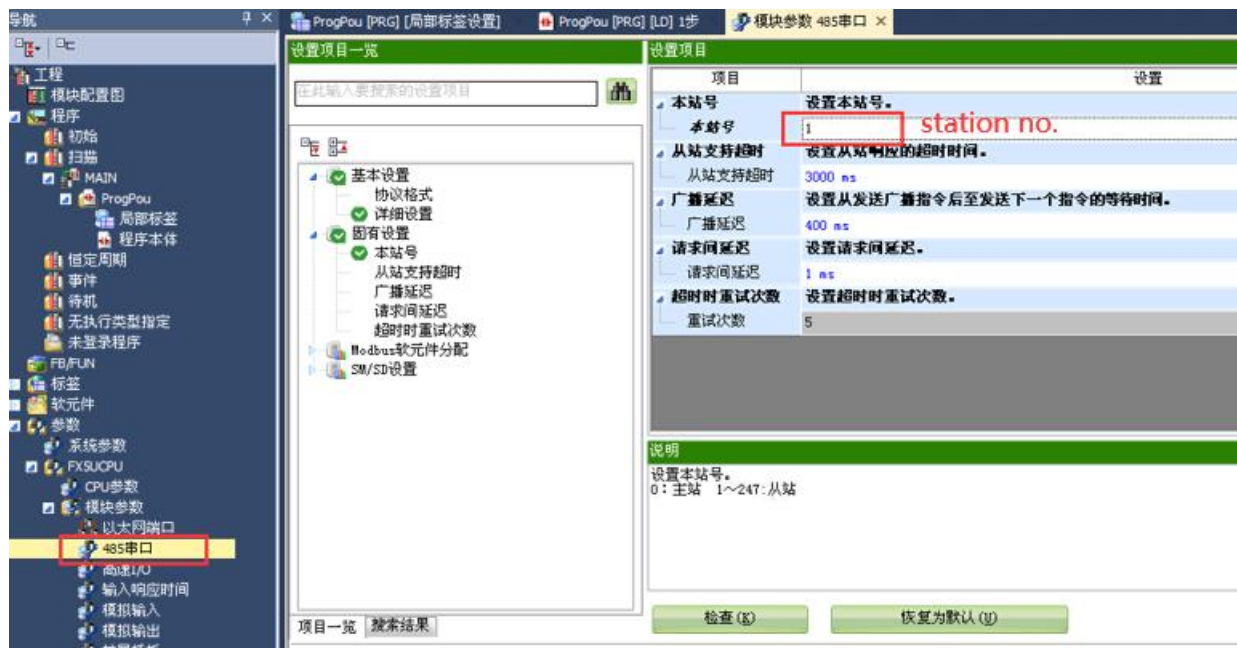 导航
ProgPou [PRG] [局部标签设置]
ProgPou [PRG] [LD] 1步
模块参数 485串口
工程
模块配置图
程序
初始
扫描
MAIN
ProgPou
局部标签
程序本体
恒定周期
事件
待机
无执行类型指定
未登录程序
FB/FUN
标签
软元件
参数
系统参数
FX5UCPU
CPU参数
模块参数
以太网端口
485串口
高速I/O
输入响应时间
模拟输入
模拟输出
设置项目一览
在此输入要搜索的设置项目
基本设置
协议格式
详细设置
固有设置
本站号
从站支持超时
广播延迟
请求间延迟
超时时重试次数
Modbus软元件分配
SM/SD设置
项目一览 搜索结果
设置项目
项目 设置
本站号 设置本站号。
本站号 1
station no.
从站支持超时 设置从站响应的超时时间。
从站支持超时 3000 ms
广播延迟 设置从发送广播指令后至发送下一个指令的等待时间。
广播延迟 400 ms
请求间延迟 设置请求间延迟。
请求间延迟 1 ms
超时时重试次数 设置超时时重试次数。
重试次数 5
说明
设置本站号。
0：主站 1～247:从站
检查(K) 恢复为默认(U)